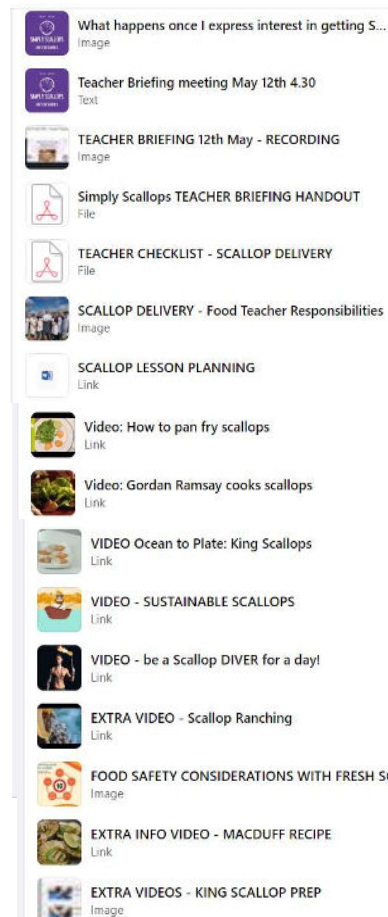 What happens once I express interest in getting S...
Image
SIMPLY SCALLOPS
Teacher Briefing meeting May 12th 4.30
Text
SIMPLY SCALLOPS
TEACHER BRIEFING 12th May - RECORDING
Image
Simply Scallops TEACHER BRIEFING HANDOUT
File
TEACHER CHECKLIST - SCALLOP DELIVERY
File
SCALLOP DELIVERY - Food Teacher Responsibilities
Image
SCALLOP LESSON PLANNING
Link
Video: How to pan fry scallops
Link
Video: Gordan Ramsay cooks scallops
Link
VIDEO Ocean to Plate: King Scallops
Link
VIDEO - SUSTAINABLE SCALLOPS
Link
VIDEO - be a Scallop DIVER for a day!
Link
EXTRA VIDEO - Scallop Ranching
Link
FOOD SAFETY CONSIDERATIONS WITH FRESH S
Image
EXTRA INFO VIDEO - MACDUFF RECIPE
Link
EXTRA VIDEOS - KING SCALLOP PREP
Image